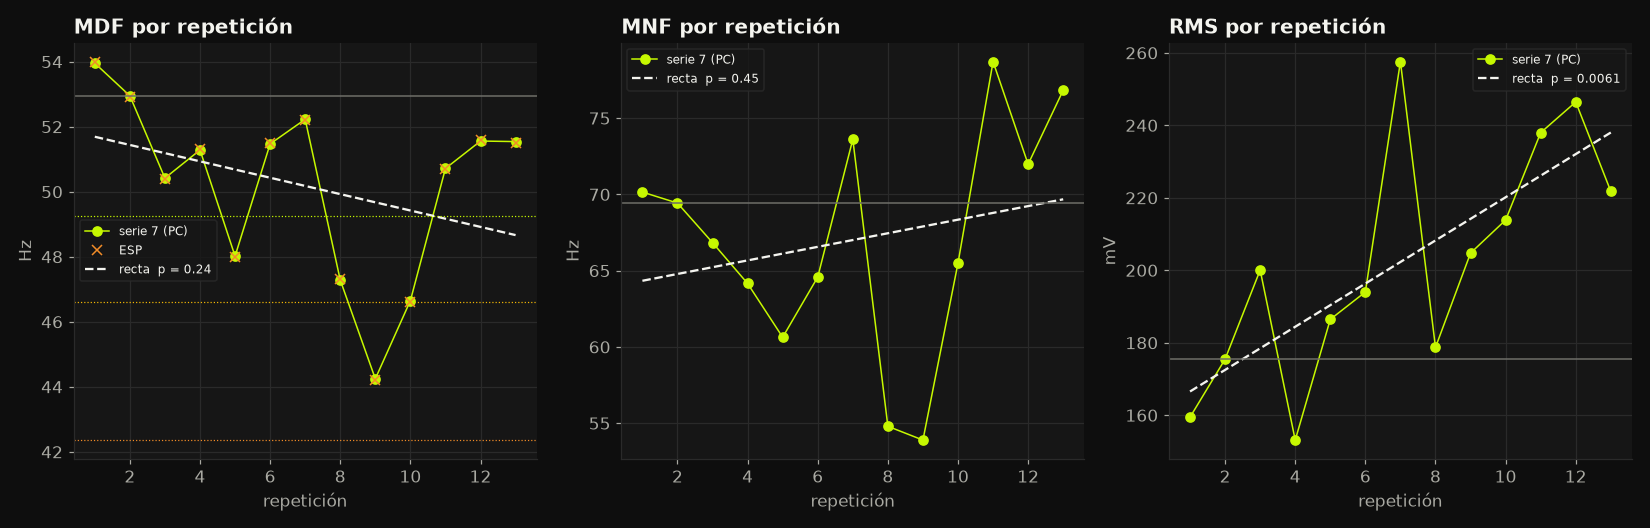 MDF por repetición
54
52
50
48
46
44
42
Hz
serie 7 (PC)
ESP
recta p = 0.24
2 4 6 8 10 12
repetición
MNF por repetición
75
70
65
60
55
Hz
serie 7 (PC)
recta p = 0.45
2 4 6 8 10 12
repetición
RMS por repetición
260
240
220
200
180
160
mV
serie 7 (PC)
recta p = 0.0061
2 4 6 8 10 12
repetición